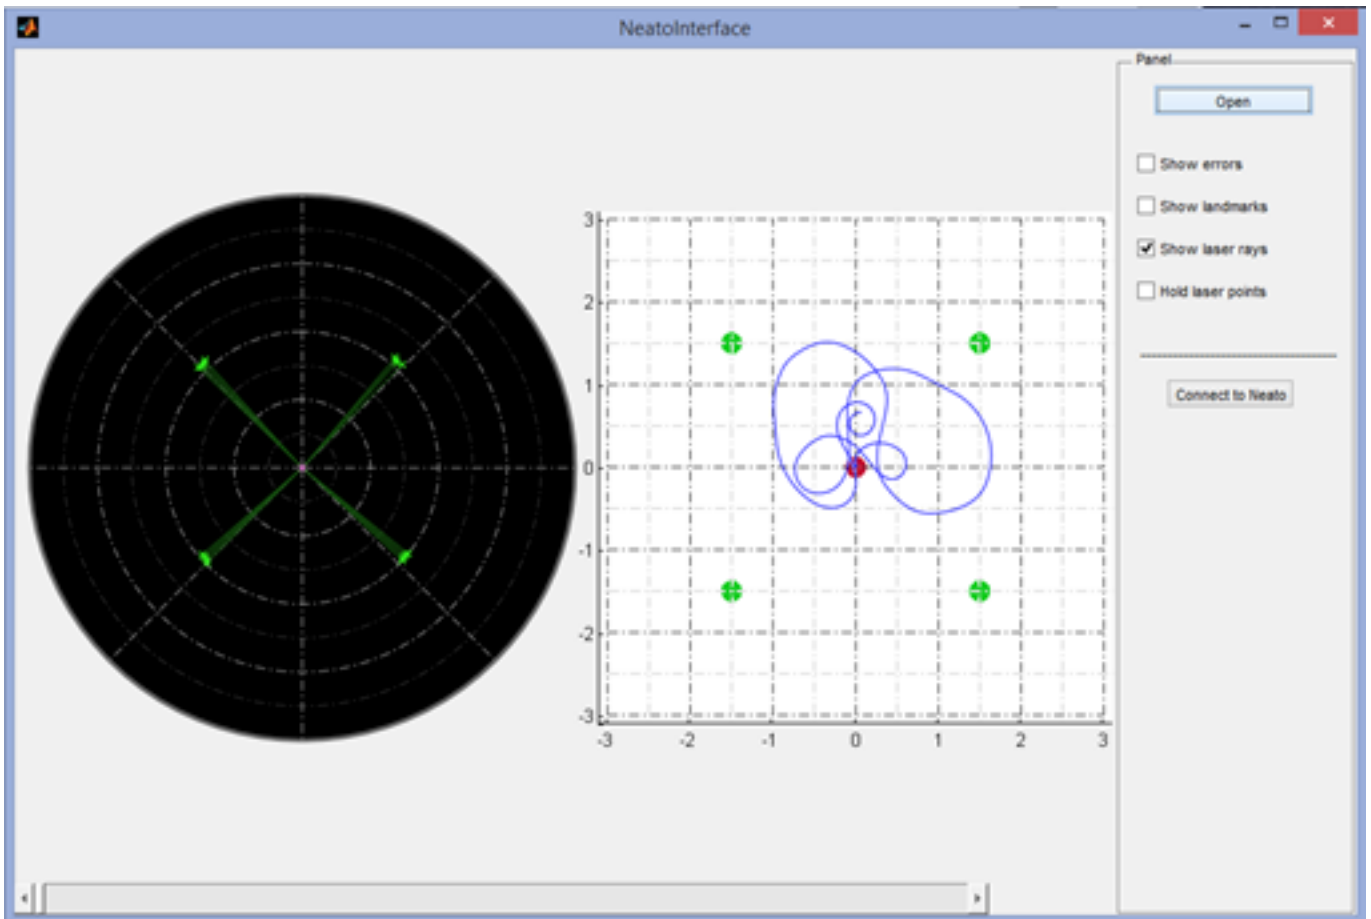 NeatoInterface
Panel
Open
Show errors
Show landmarks
Show laser rays
Hold laser points
Connect to Neato
3
2
1
0
-1
-2
-3
-3 -2 -1 0 1 2 3